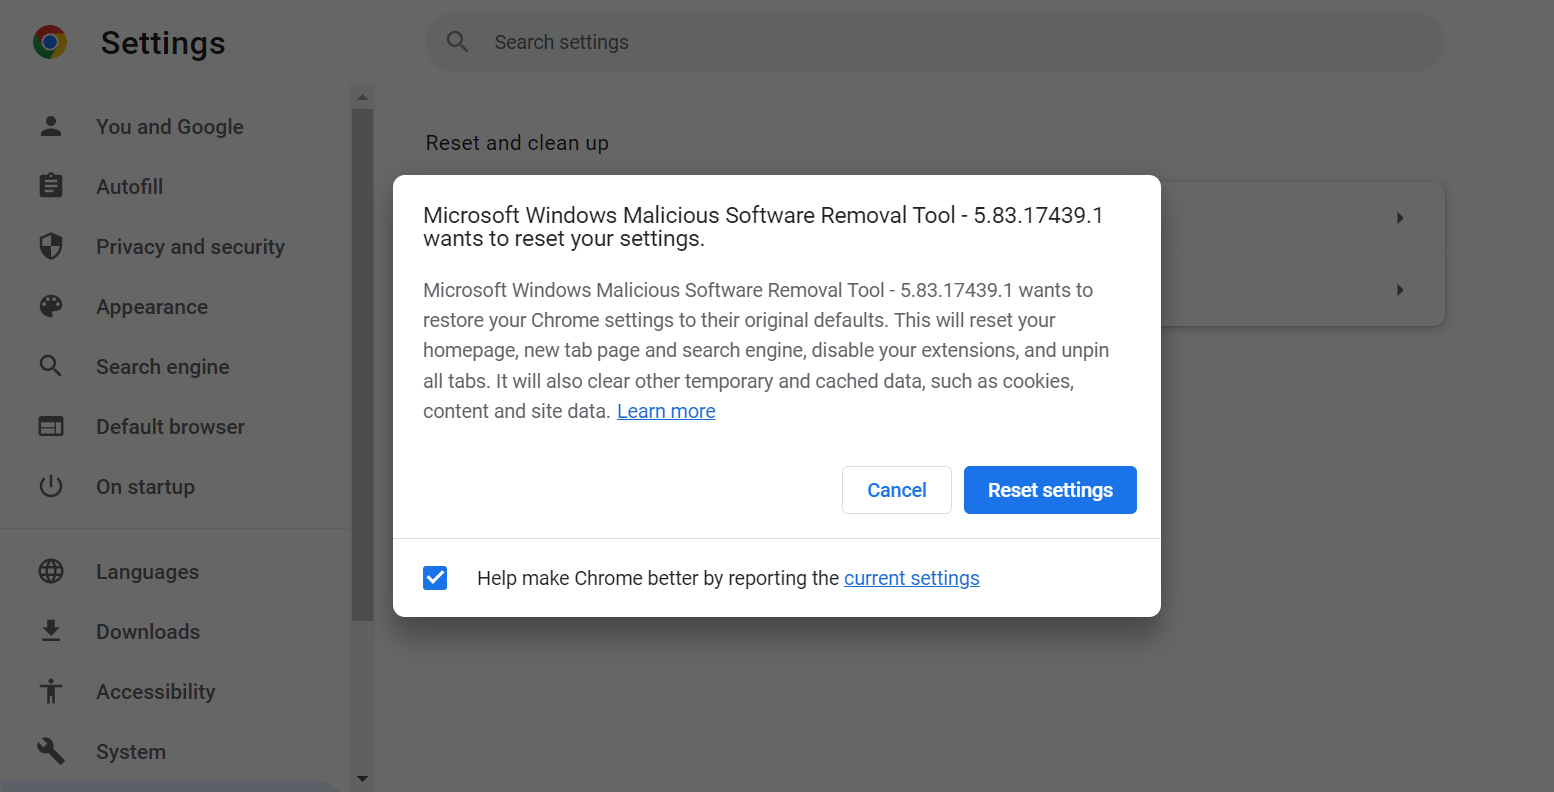 Settings
Search settings
You and Google
Autofill
Privacy and security
Appearance
Search engine
Default browser
On startup
Languages
Downloads
Accessibility
System
Reset and clean up
Microsoft Windows Malicious Software Removal Tool - 5.83.17439.1
wants to reset your settings.
Microsoft Windows Malicious Software Removal Tool - 5.83.17439.1 wants to
restore your Chrome settings to their original defaults. This will reset your
homepage, new tab page and search engine, disable your extensions, and unpin
all tabs. It will also clear other temporary and cached data, such as cookies,
content and site data. Learn more
Cancel
Reset settings
Help make Chrome better by reporting the current settings